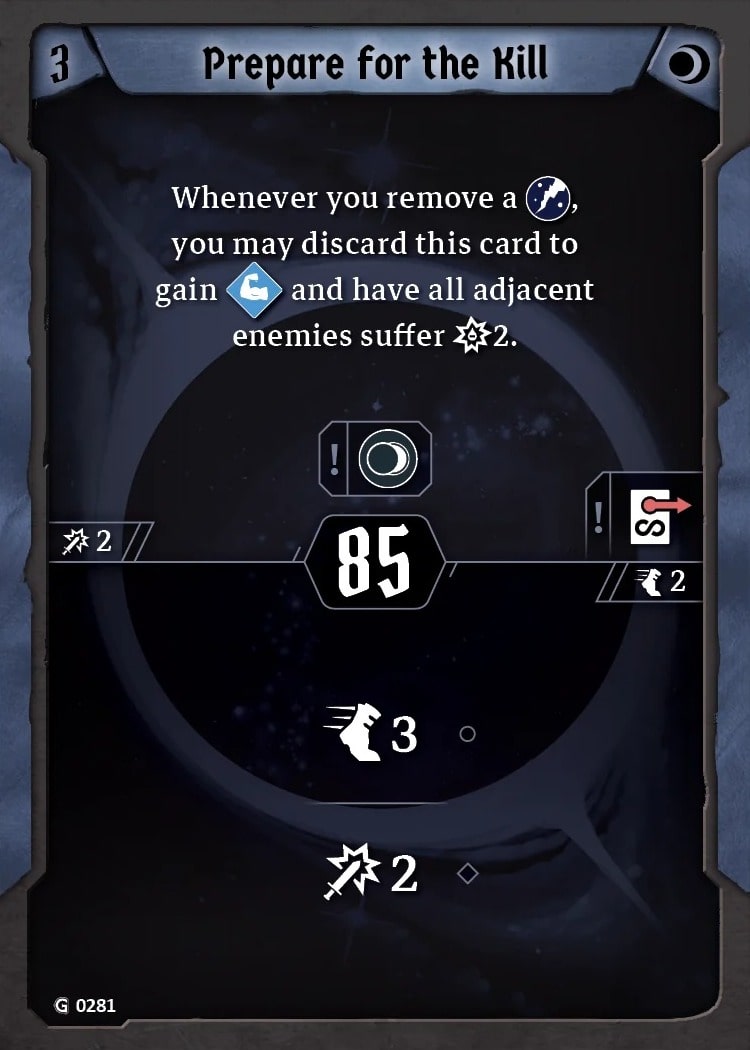 3
Prepare for the Kill
Whenever you remove a ,
you may discard this card to
gain and have all adjacent
enemies suffer 2.
!
!
2
85
2
3
2
G 0281